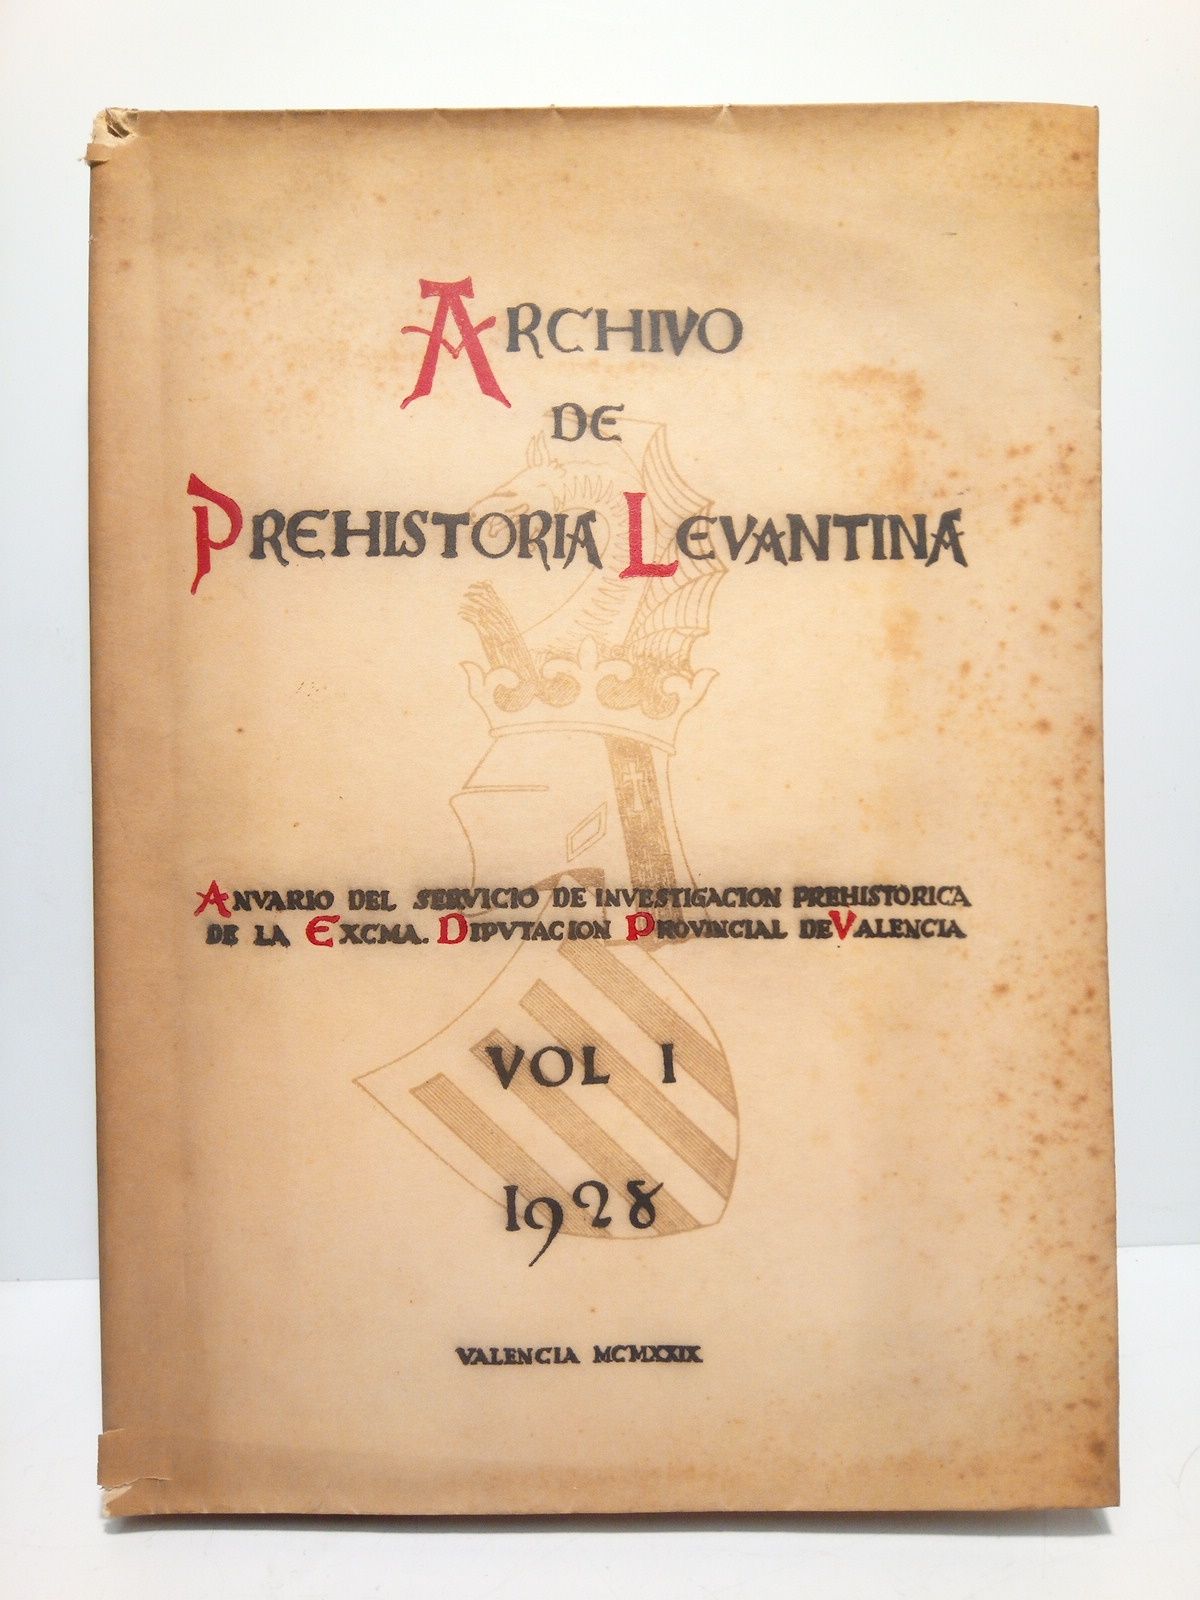 ARCHIVO
DE
PREHISTORIA LEVANTINA
ANVARIO DEL SERVICIO DE INVESTIGACION PREHISTORICA
DE LA EXCMA. DIPVTACION PROVINCIAL DE VALENCIA
VOL I
1928
VALENCIA MCMXXIX